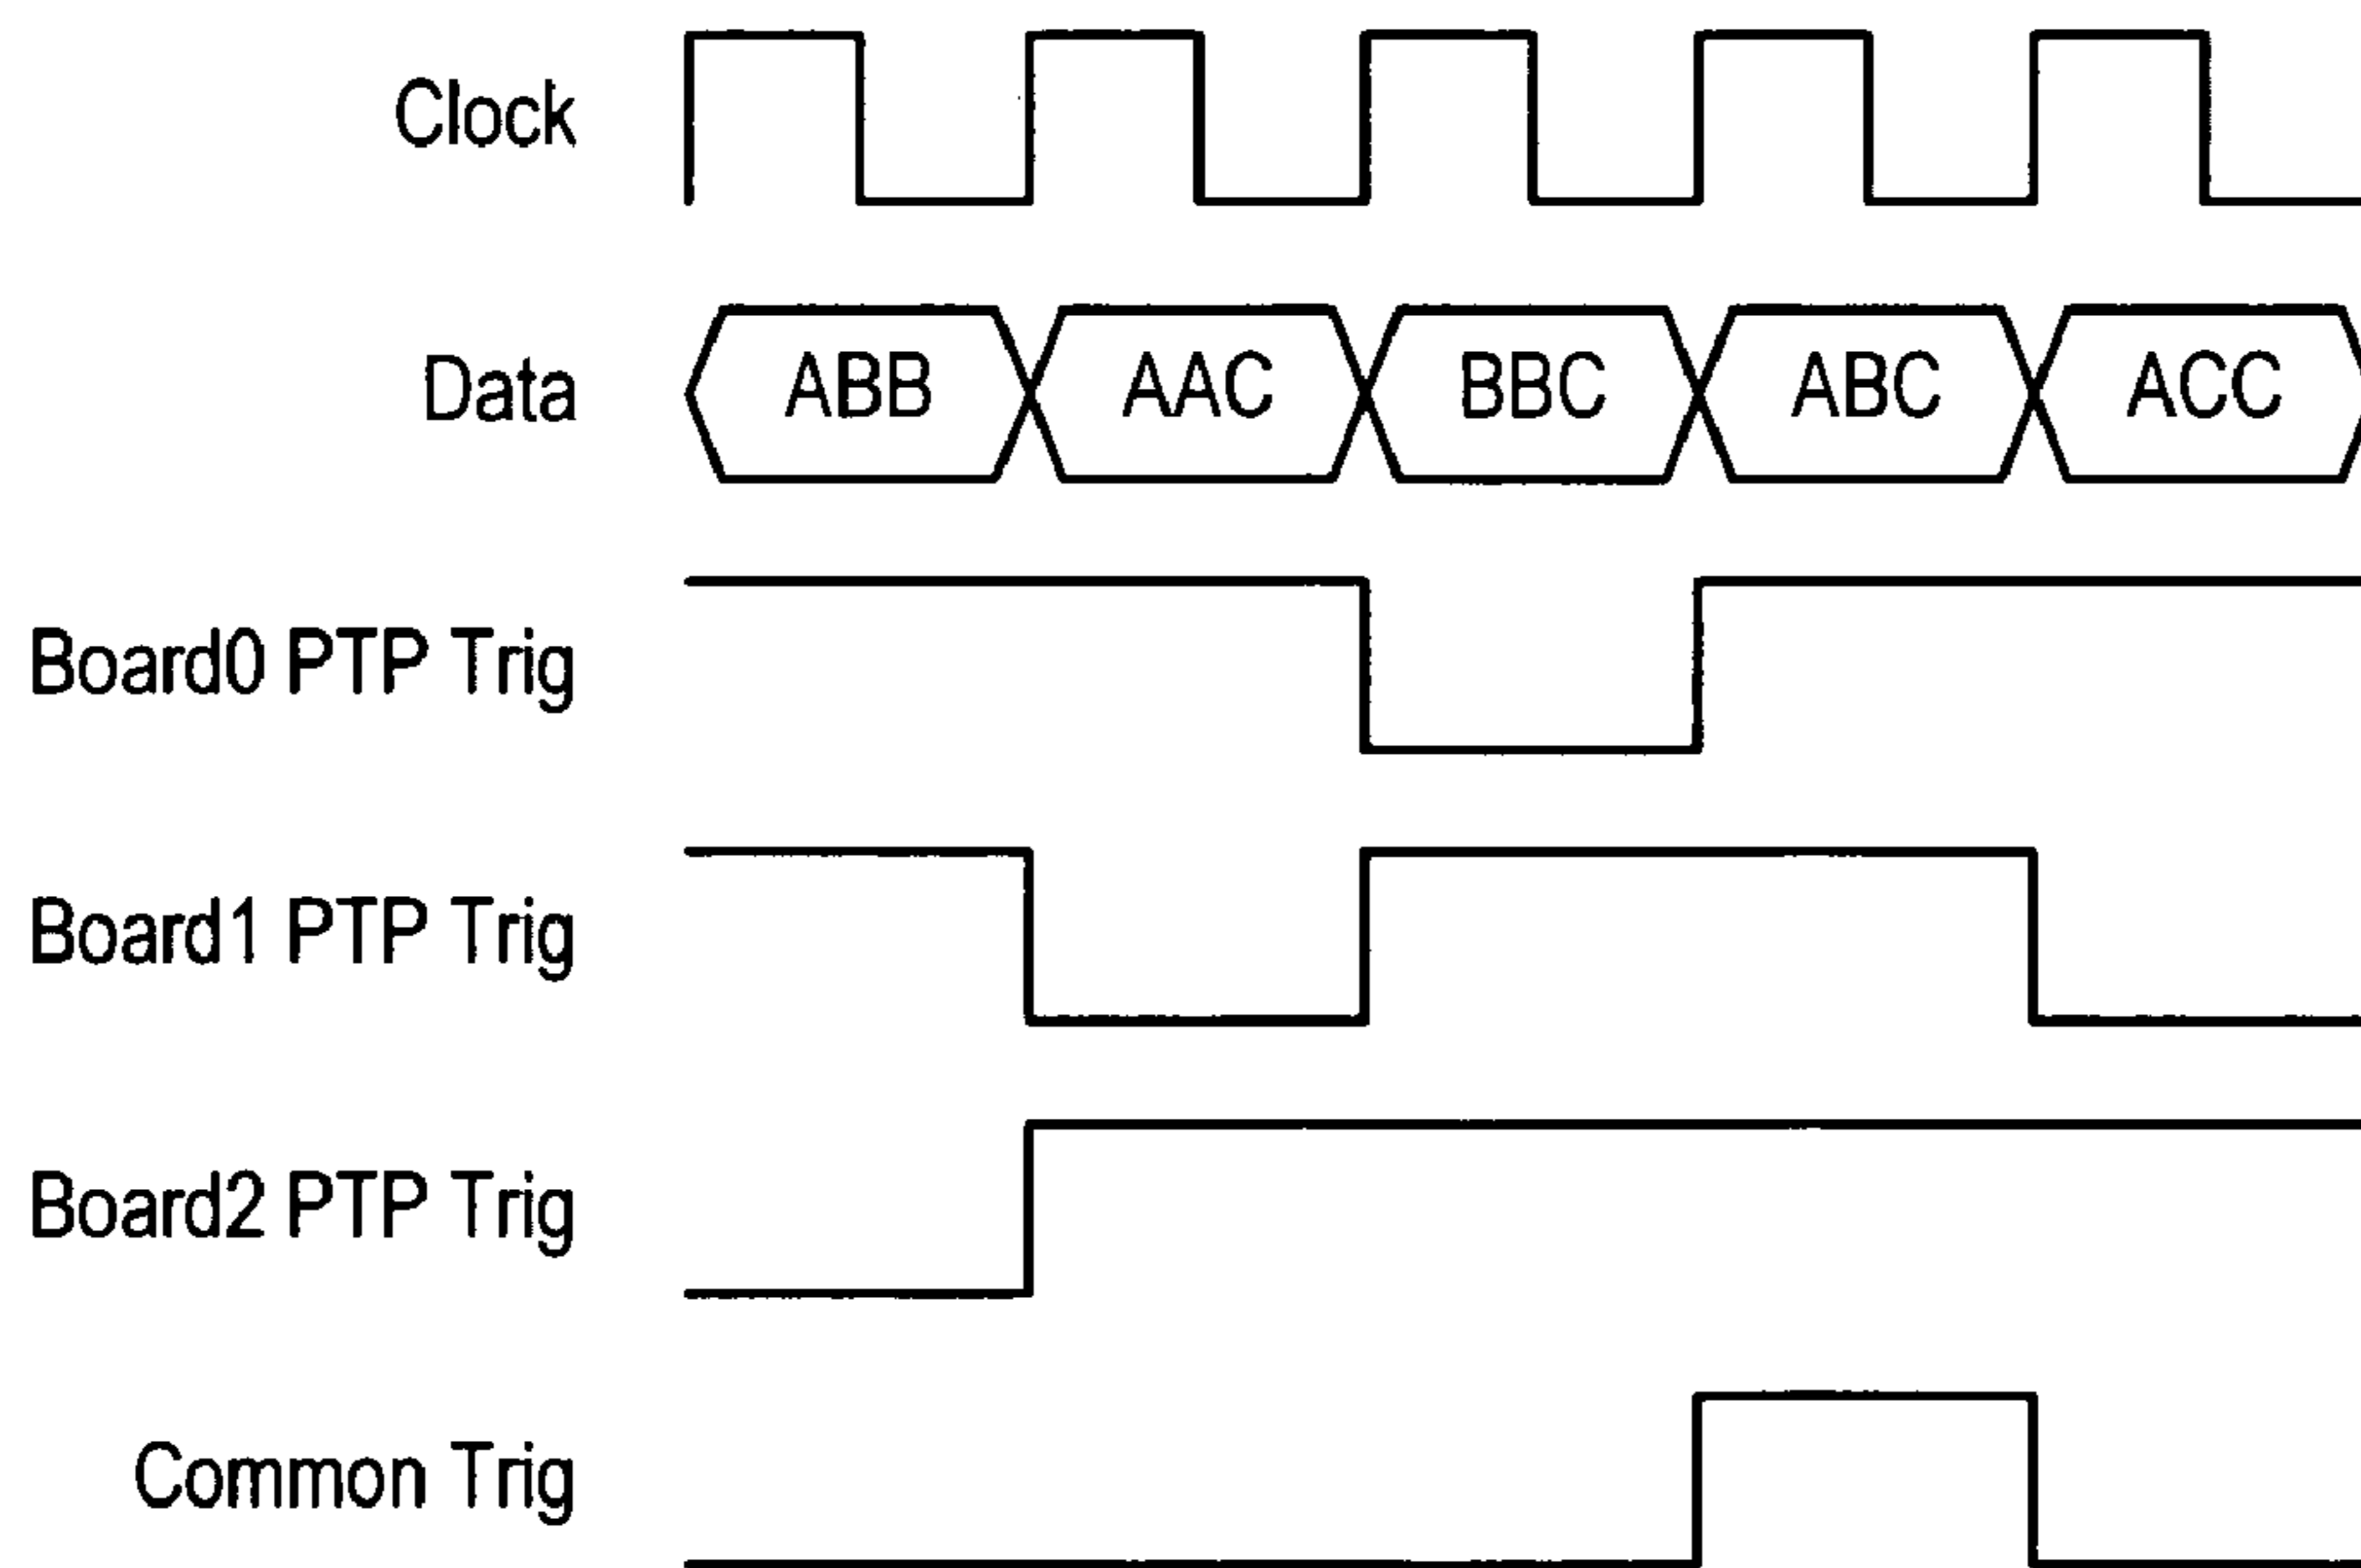 Clock
Data
ABB AAC BBC ABC ACC
Board0 PTP Trig
Board1 PTP Trig
Board2 PTP Trig
Common Trig